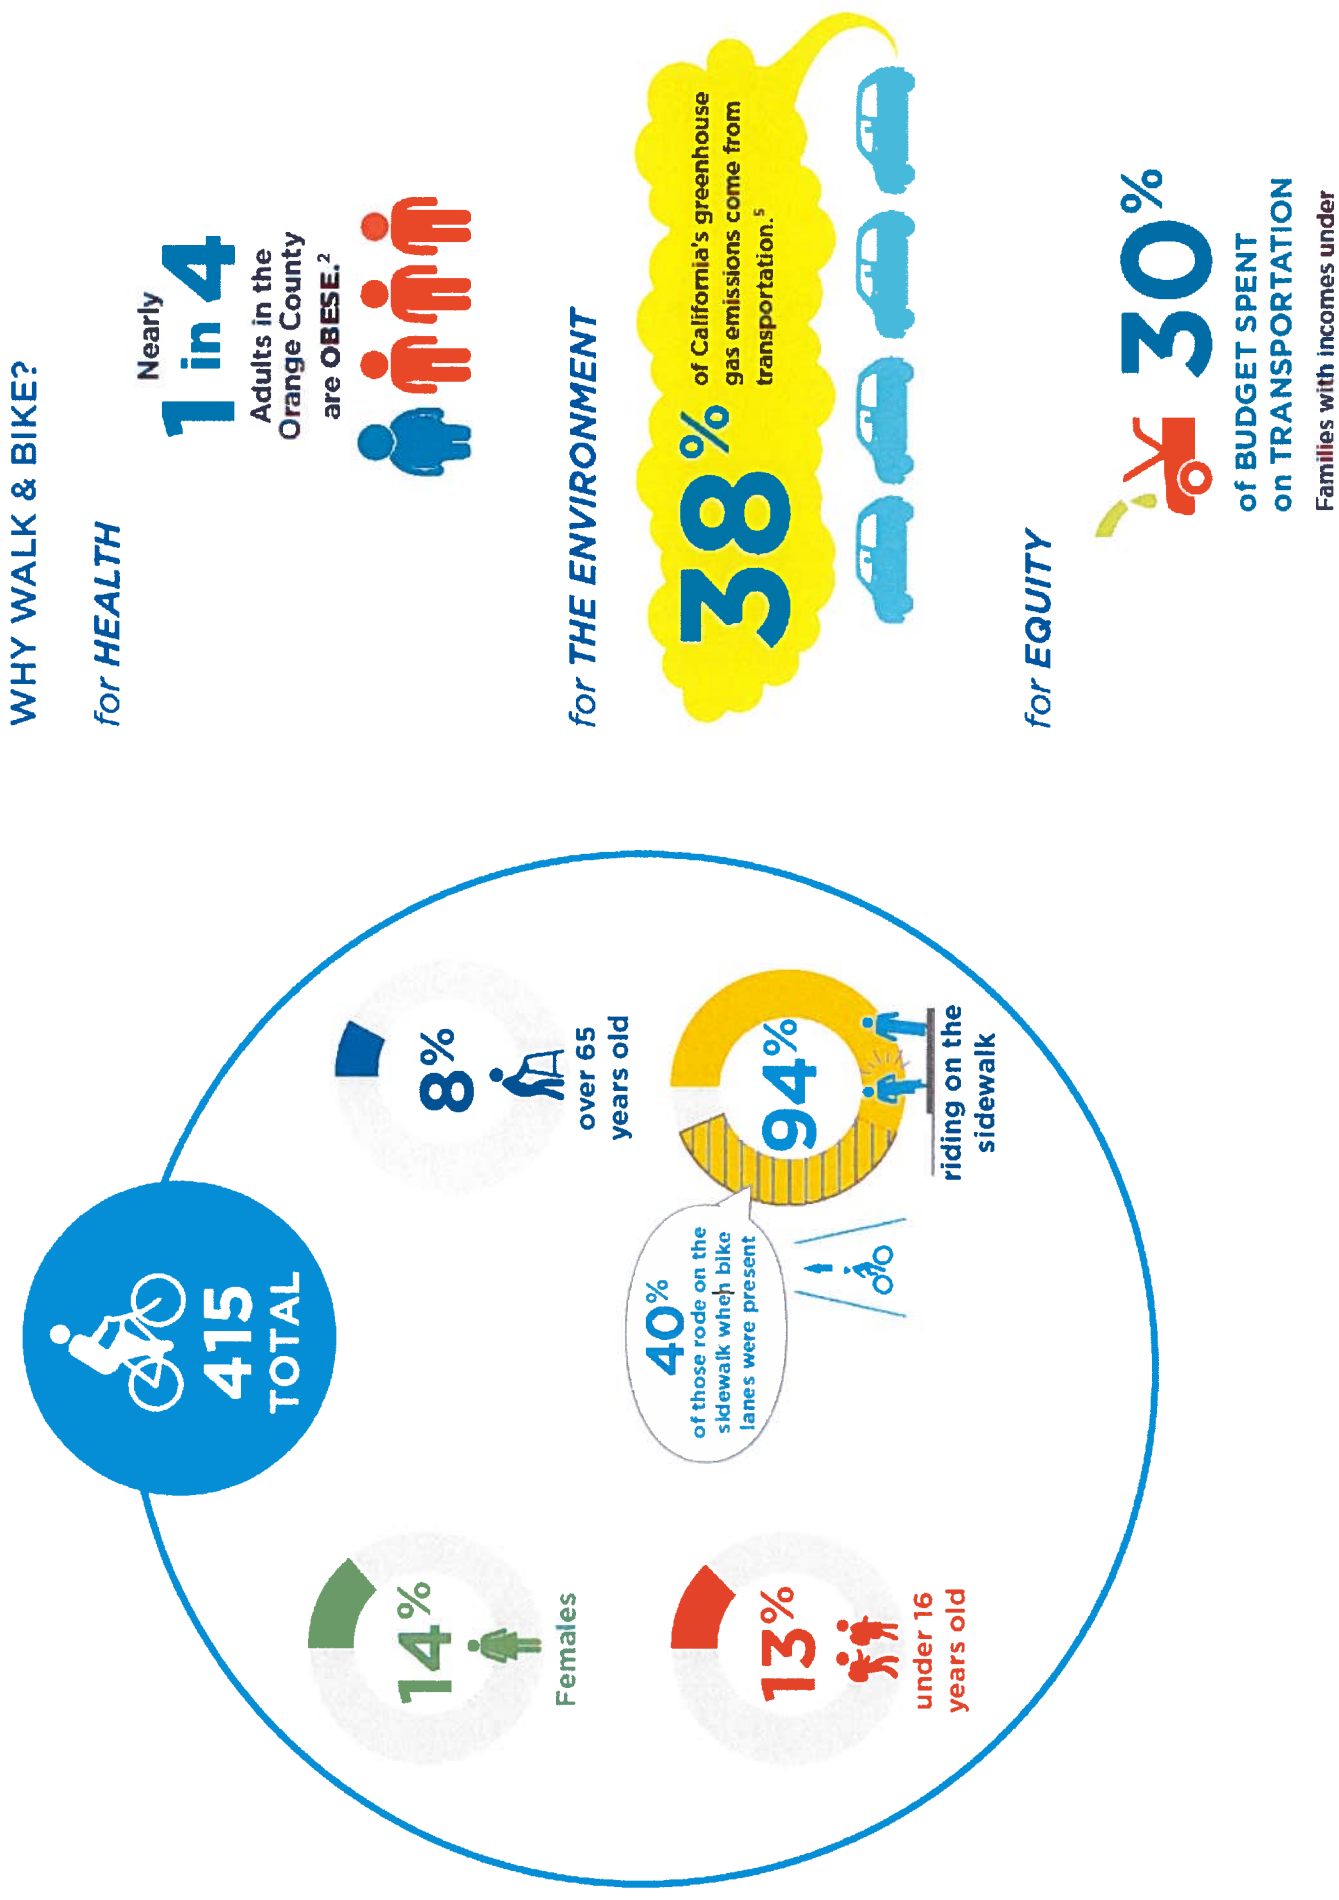 415
TOTAL
14%
Females
8%
over 65
years old
13%
under 16
years old
40%
of those rode on the
sidewalk when bike
lanes were present
94%
riding on the
sidewalk
WHY WALK & BIKE?
for HEALTH
Nearly
1 in 4
Adults in the
Orange County
are OBESE.2
for THE ENVIRONMENT
38%
of California's greenhouse
gas emissions come from
transportation.5
for EQUITY
30%
of BUDGET SPENT
on TRANSPORTATION
Families with incomes under